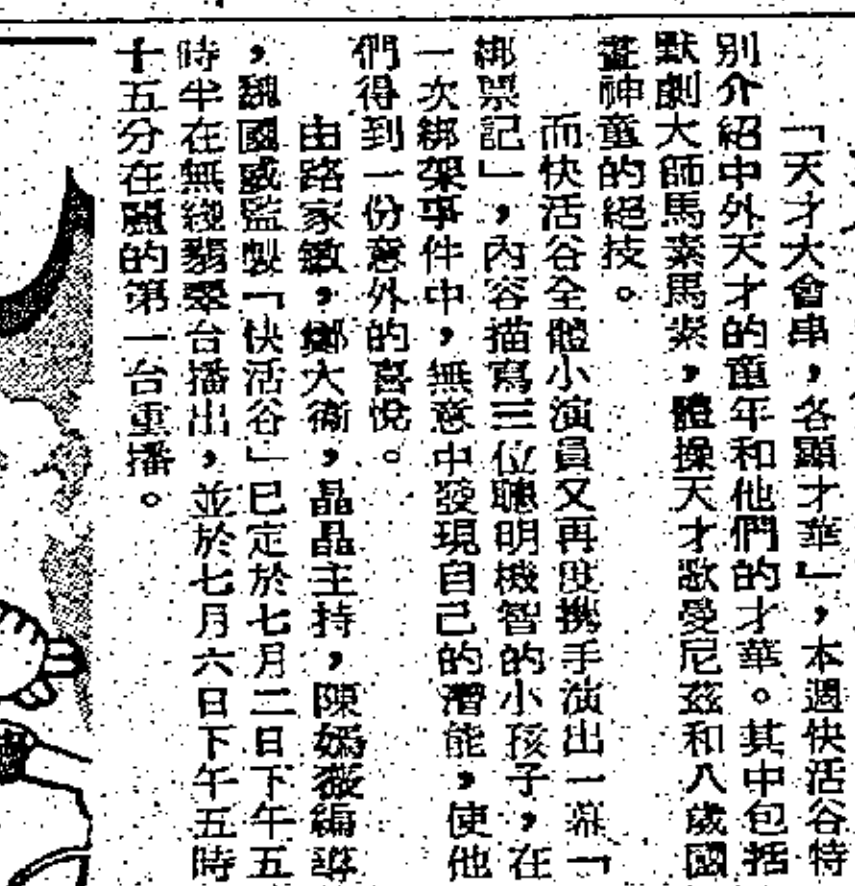 「天才大會串，各顯才華」，本週快活谷特
別介紹中外天才的童年和他們的才華。其中包括
默劇大師馬素馬索，體操天才歌曼尼茲和八歲國
畫神童的絕技。
而快活谷全體小演員又再度携手演出一幕「
綁票記」，內容描寫三位聰明機智的小孩子，在
一次綁架事件中，無意中發現自己的潛能，使他
們得到一份意外的喜悅。
由路家敏，鄭大衛，晶晶主持，陳嫣薇編導
，魏國威監製「快活谷」已定於七月二日下午五
時半在無綫翡翠台播出，並於七月六日下午五時
十五分在麗的第一台重播。